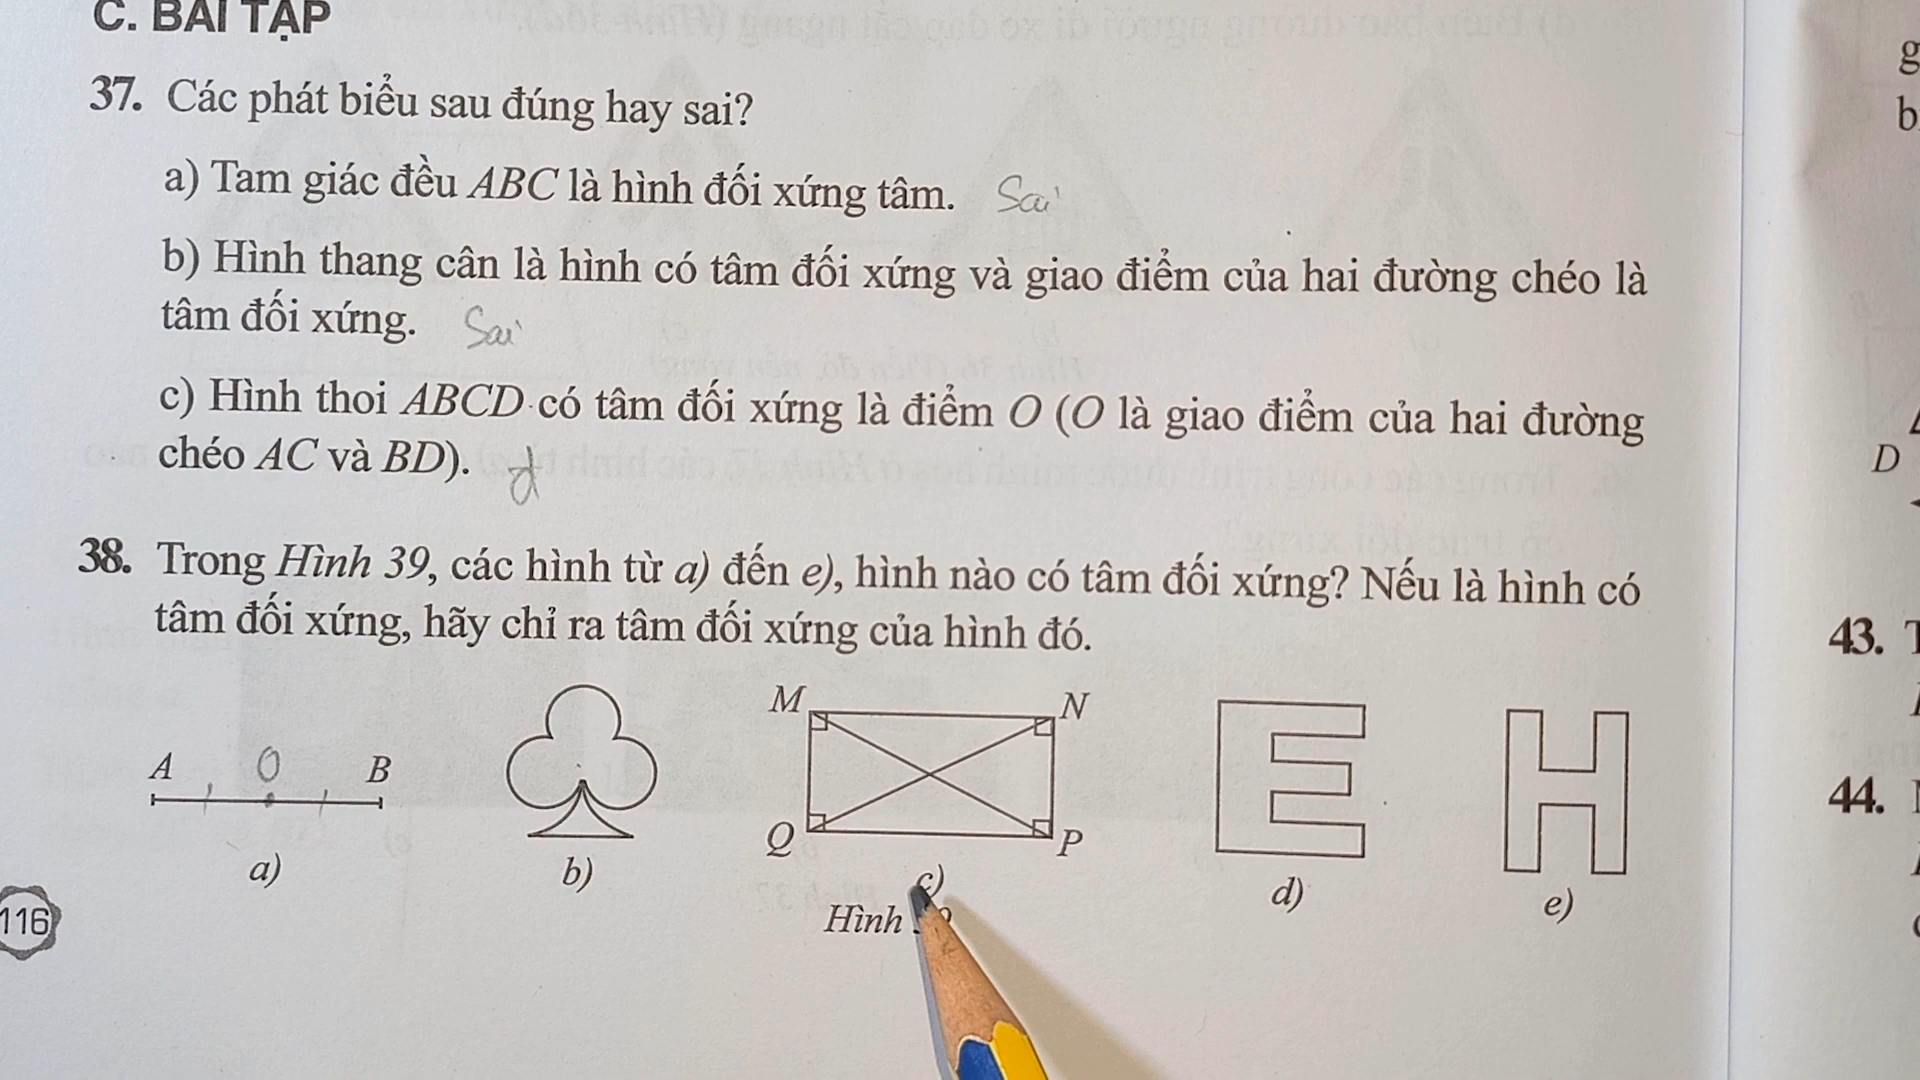 C. BÀI TẬP
37. Các phát biểu sau đúng hay sai?
a) Tam giác đều ABC là hình đối xứng tâm. Sai
b) Hình thang cân là hình có tâm đối xứng và giao điểm của hai đường chéo là
tâm đối xứng. Sai
c) Hình thoi ABCD có tâm đối xứng là điểm O (O là giao điểm của hai đường
chéo AC và BD). đ
38. Trong Hình 39, các hình từ a) đến e), hình nào có tâm đối xứng? Nếu là hình có
tâm đối xứng, hãy chỉ ra tâm đối xứng của hình đó.
A O B
a)
b)
M N
Q P
c)
d)
e)
Hình
116
g
b
D
43.
44.